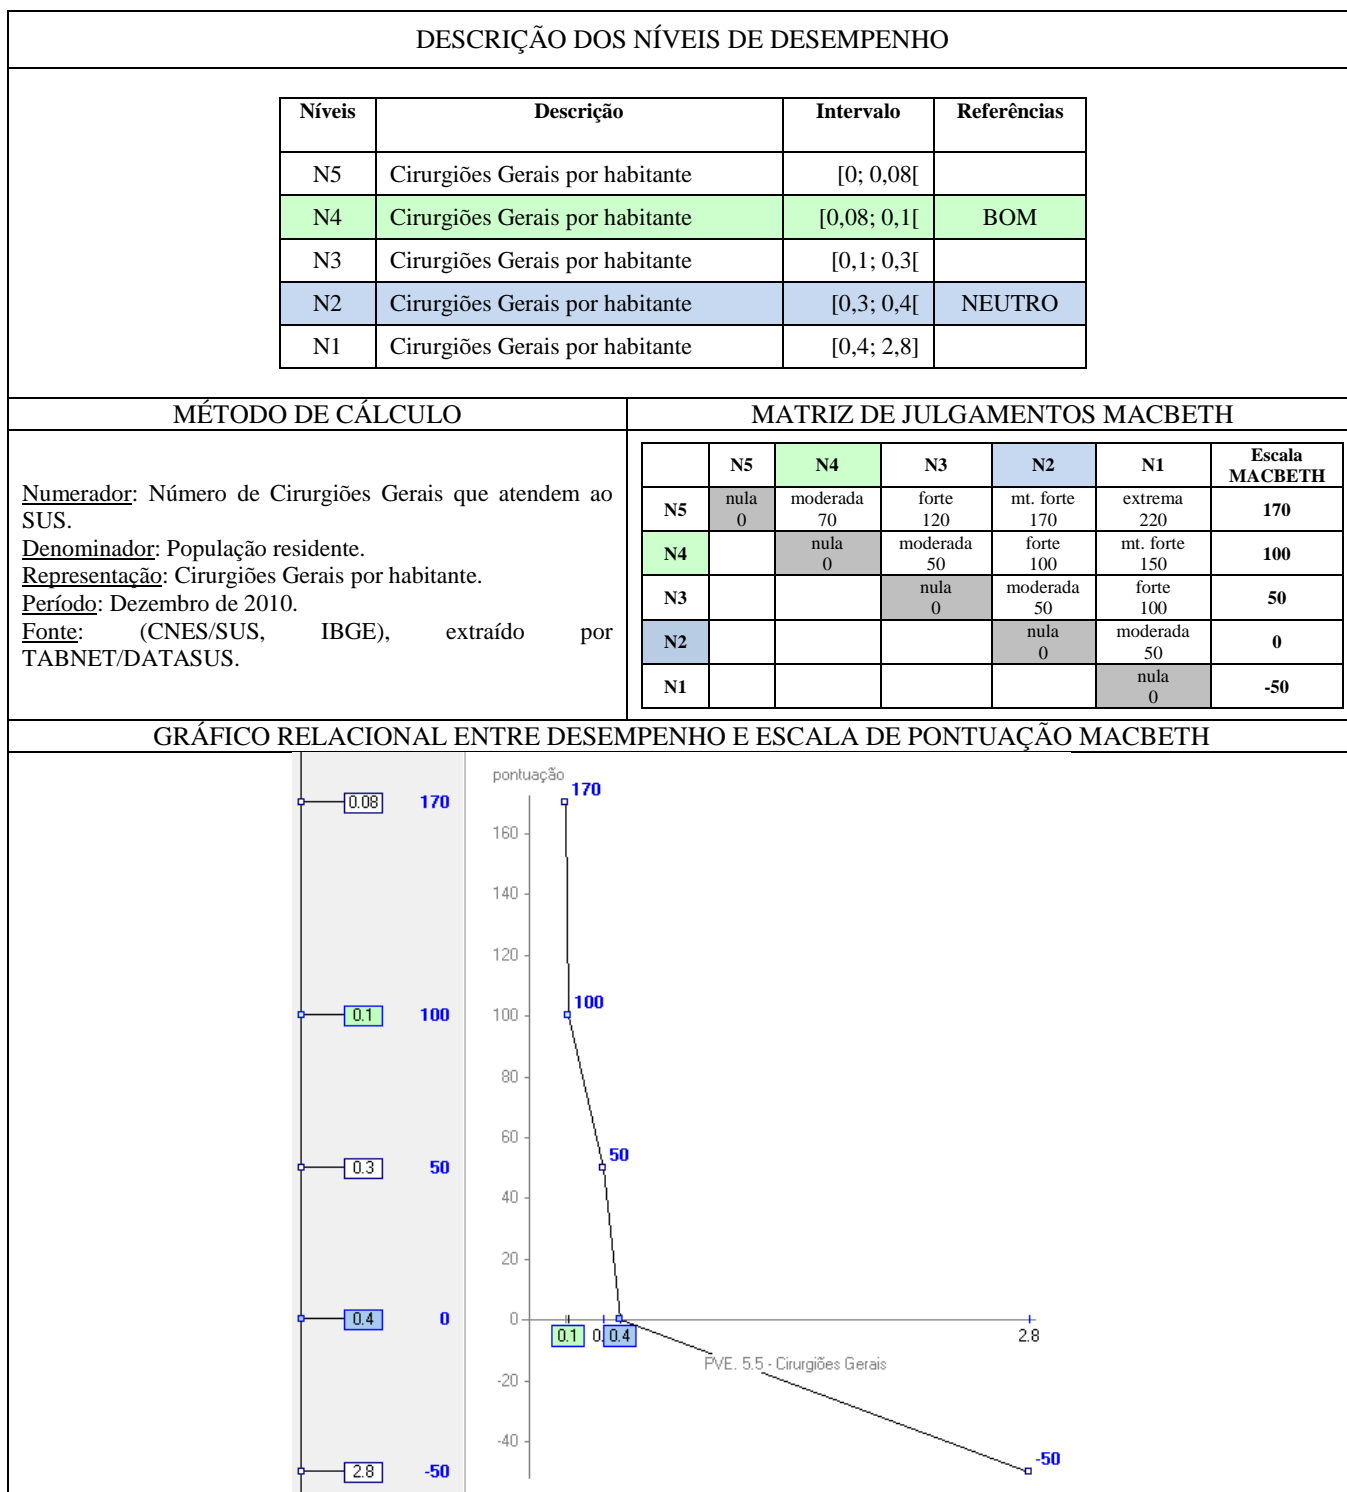 DESCRIÇÃO DOS NÍVEIS DE DESEMPENHO
Níveis Descrição Intervalo Referências
N5 Cirurgiões Gerais por habitante [0; 0,08[
N4 Cirurgiões Gerais por habitante [0,08; 0,1[ BOM
N3 Cirurgiões Gerais por habitante [0,1; 0,3[
N2 Cirurgiões Gerais por habitante [0,3; 0,4[ NEUTRO
N1 Cirurgiões Gerais por habitante [0,4; 2,8]
MÉTODO DE CÁLCULO
Numerador: Número de Cirurgiões Gerais que atendem ao
SUS.
Denominador: População residente.
Representação: Cirurgiões Gerais por habitante.
Período: Dezembro de 2010.
Fonte: (CNES/SUS, IBGE), extraído por
TABNET/DATASUS.
MATRIZ DE JULGAMENTOS MACBETH
N5 N4 N3 N2 N1 Escala
MACBETH
N5 nula moderada forte mt. forte extrema 170
0 70 120 170 220
N4 nula moderada forte mt. forte 100
0 50 100 150
N3 nula moderada forte 50
0 50 100
N2 nula moderada 0
0 50
N1 nula -50
0
GRÁFICO RELACIONAL ENTRE DESEMPENHO E ESCALA DE PONTUAÇÃO MACBETH
0.08 170
0.1 100
0.3 50
0.4 0
2.8 -50
pontuação
170
160
140
120
100 100
80
60
50
40
20
0
0.1 0. 0.4 2.8
PVE. 5.5 - Cirurgiões Gerais
-20
-40
-50